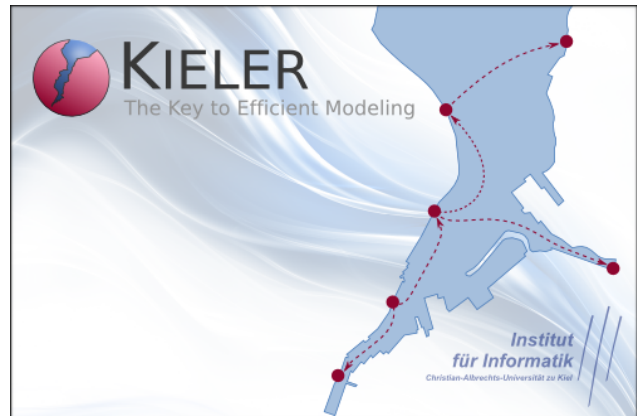 KIELER
The Key to Efficient Modeling
Institut
für Informatik
Christian-Albrechts-Universität zu Kiel